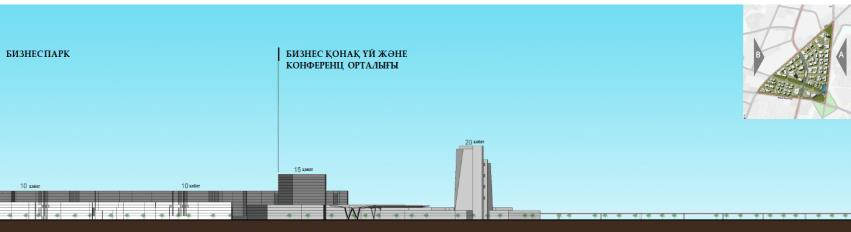 БИЗНЕСПАРК
БИЗНЕС ҚОНАҚ ҮЙ ЖӘНЕ
КОНФЕРЕНЦ ОРТАЛЫҒЫ
B
A
20 қабат
15 қабат
10 қабат
10 қабат